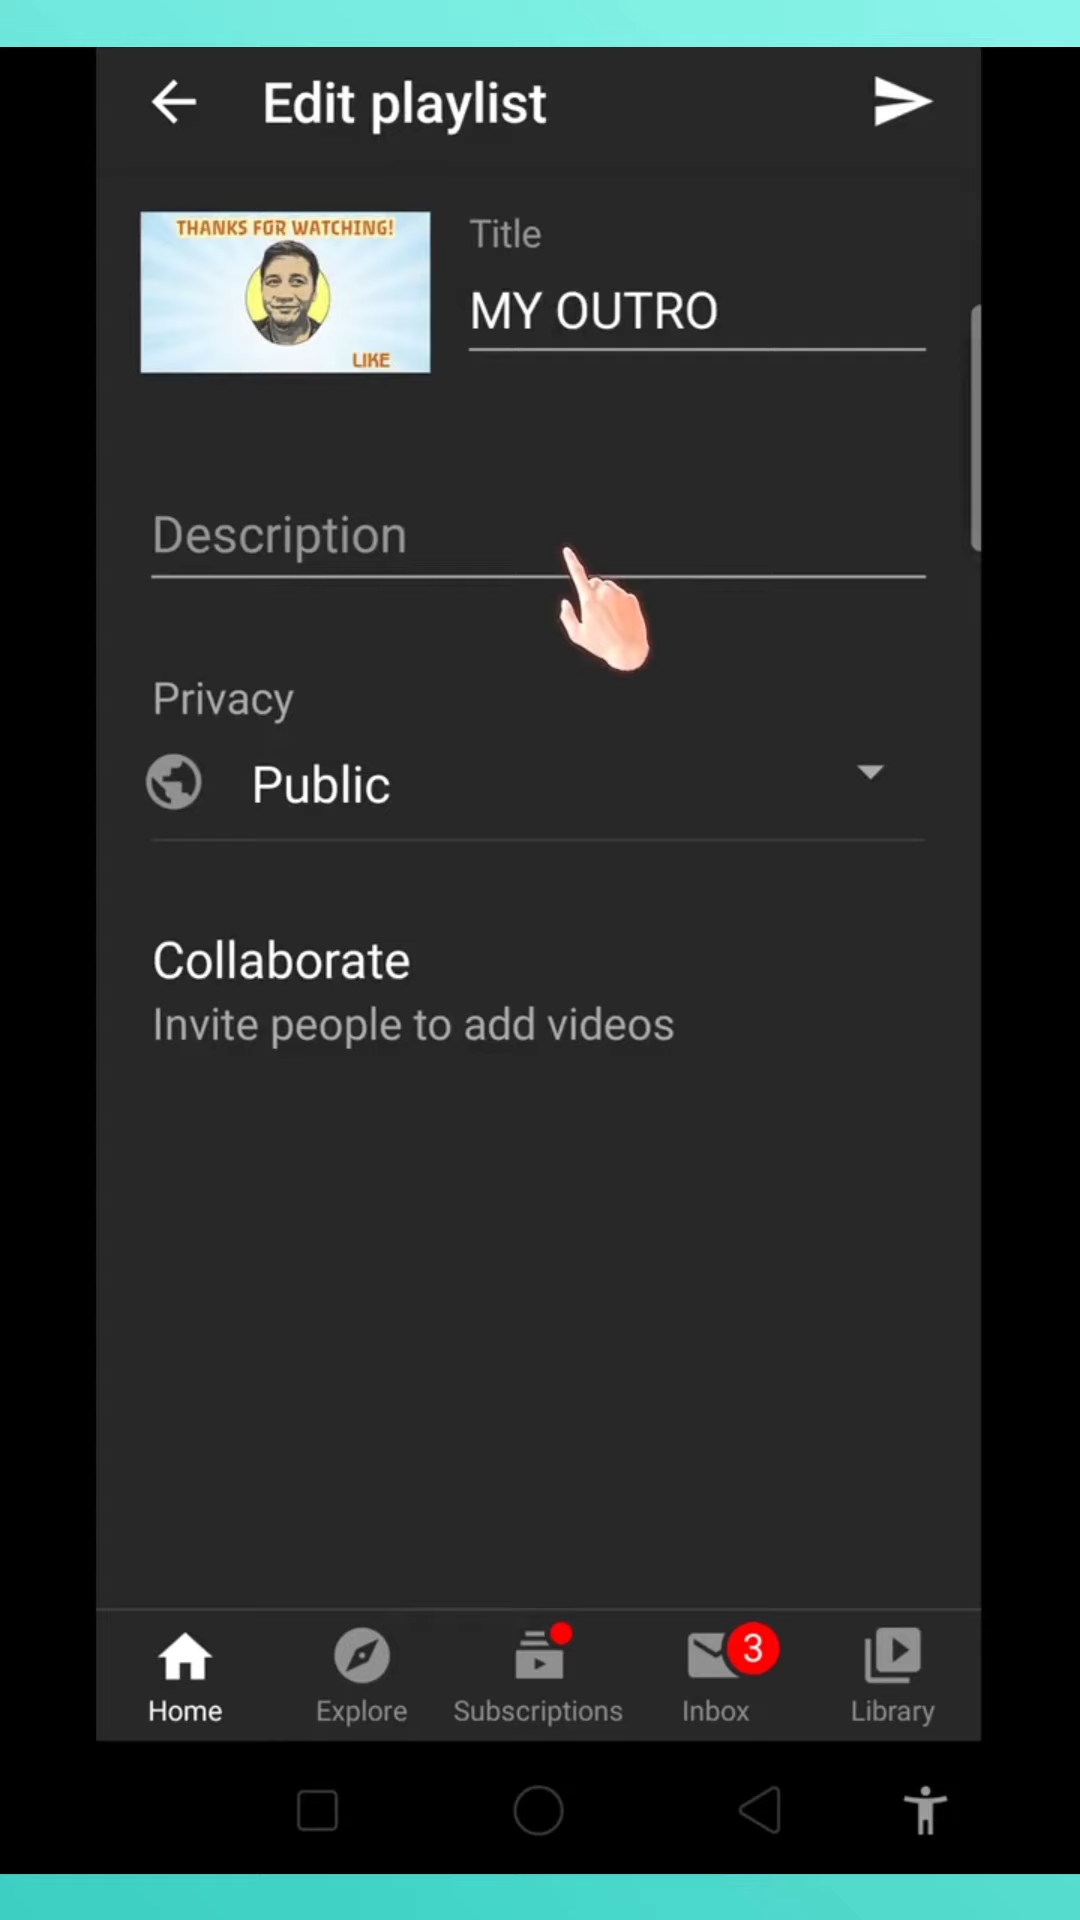 Edit playlist
THANKS FOR WATCHING!
LIKE
Title
MY OUTRO
Description
Privacy
Public
Collaborate
Invite people to add videos
3
Home
Explore
Subscriptions
Inbox
Library